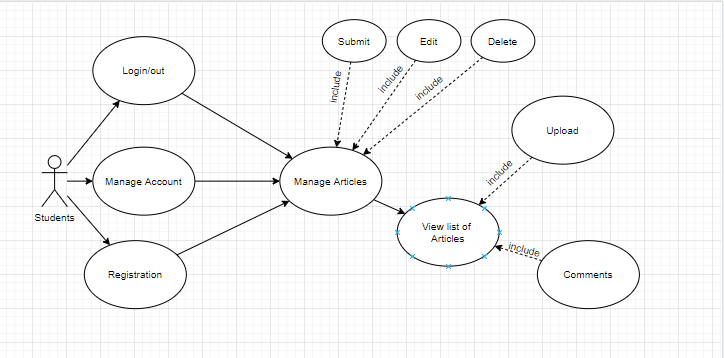 Submit
Edit
Delete
Login/out
include
include
include
Upload
include
Students
Manage Account
Manage Articles
View list of
Articles
include
Registration
Comments